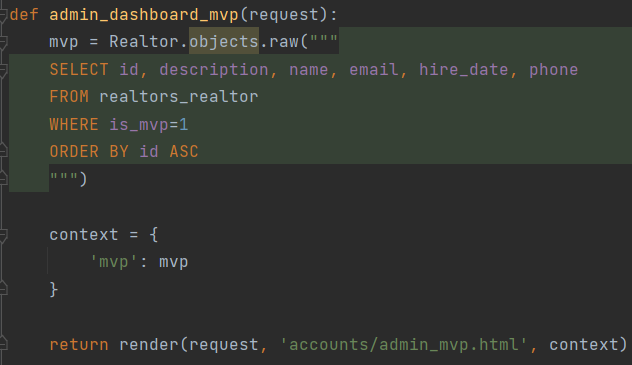 def admin_dashboard_mvp(request):
    mvp = Realtor.objects.raw("""
    SELECT id, description, name, email, hire_date, phone
    FROM realtors_realtor
    WHERE is_mvp=1
    ORDER BY id ASC
    """)
    context = {
        'mvp': mvp
    }
    return render(request, 'accounts/admin_mvp.html', context)